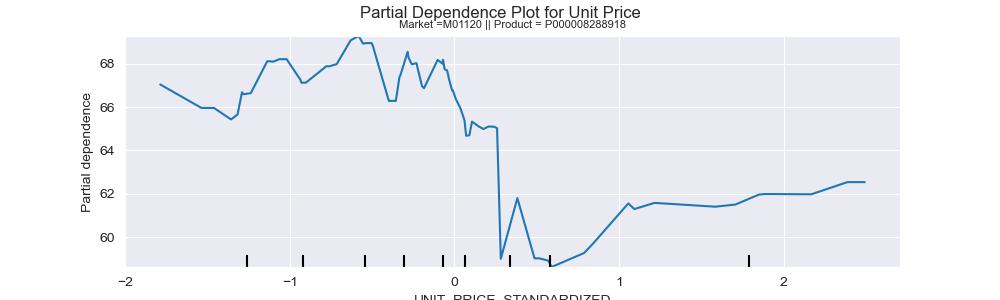 Partial Dependence Plot for Unit Price
Market =M01120 || Product = P000008288918
Partial dependence
68
66
64
62
60
−2 −1 0 1 2
UNIT_PRICE_STANDARDIZED